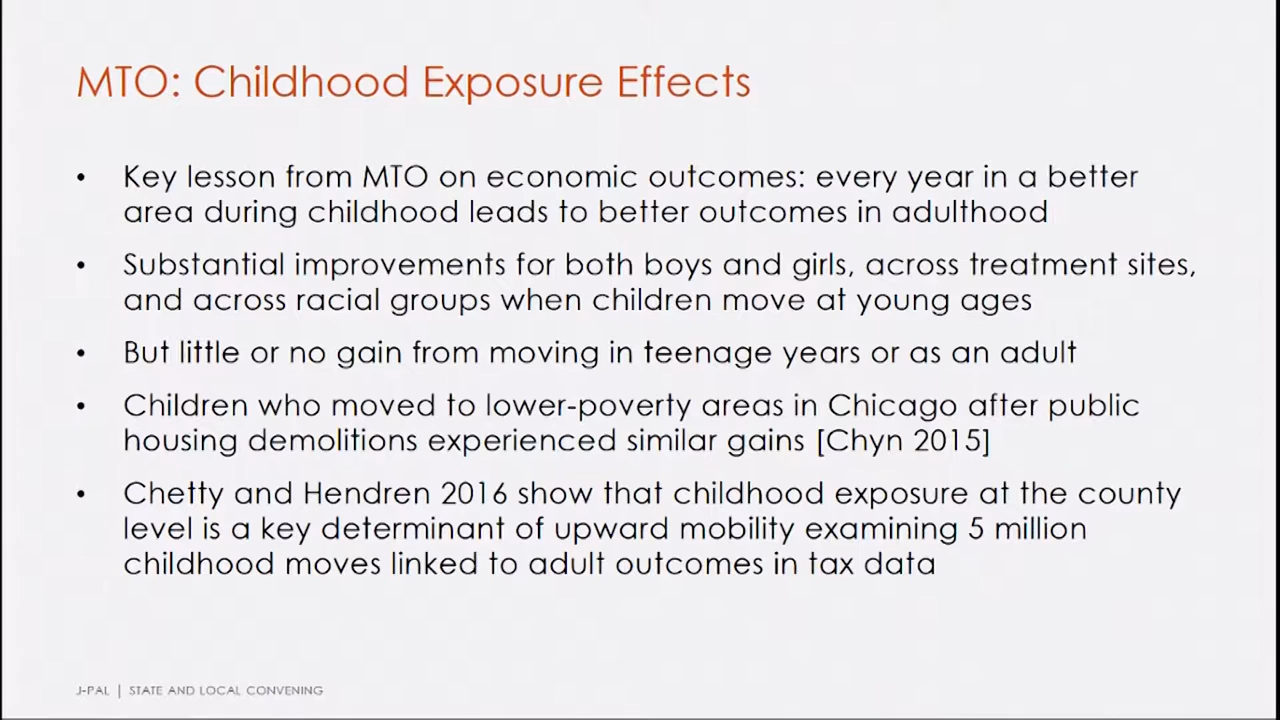 MTO: Childhood Exposure Effects
• Key lesson from MTO on economic outcomes: every year in a better
area during childhood leads to better outcomes in adulthood
• Substantial improvements for both boys and girls, across treatment sites,
and across racial groups when children move at young ages
• But little or no gain from moving in teenage years or as an adult
• Children who moved to lower-poverty areas in Chicago after public
housing demolitions experienced similar gains [Chyn 2015]
• Chetty and Hendren 2016 show that childhood exposure at the county
level is a key determinant of upward mobility examining 5 million
childhood moves linked to adult outcomes in tax data
J-PAL | STATE AND LOCAL CONVENING